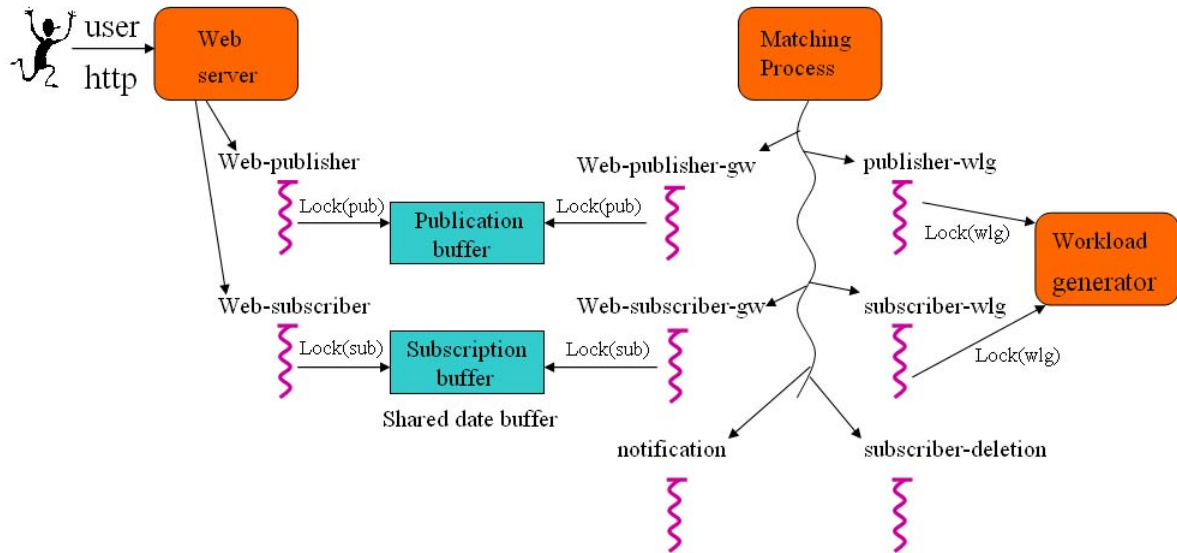 user
http
Web
server
Matching
Process
Web-publisher
Web-publisher-gw
publisher-wlg
Lock(pub)
Publication
buffer
Lock(pub)
Lock(wlg)
Workload
generator
Web-subscriber
Web-subscriber-gw
subscriber-wlg
Lock(sub)
Subscription
buffer
Lock(sub)
Lock(wlg)
Shared date buffer
notification
subscriber-deletion